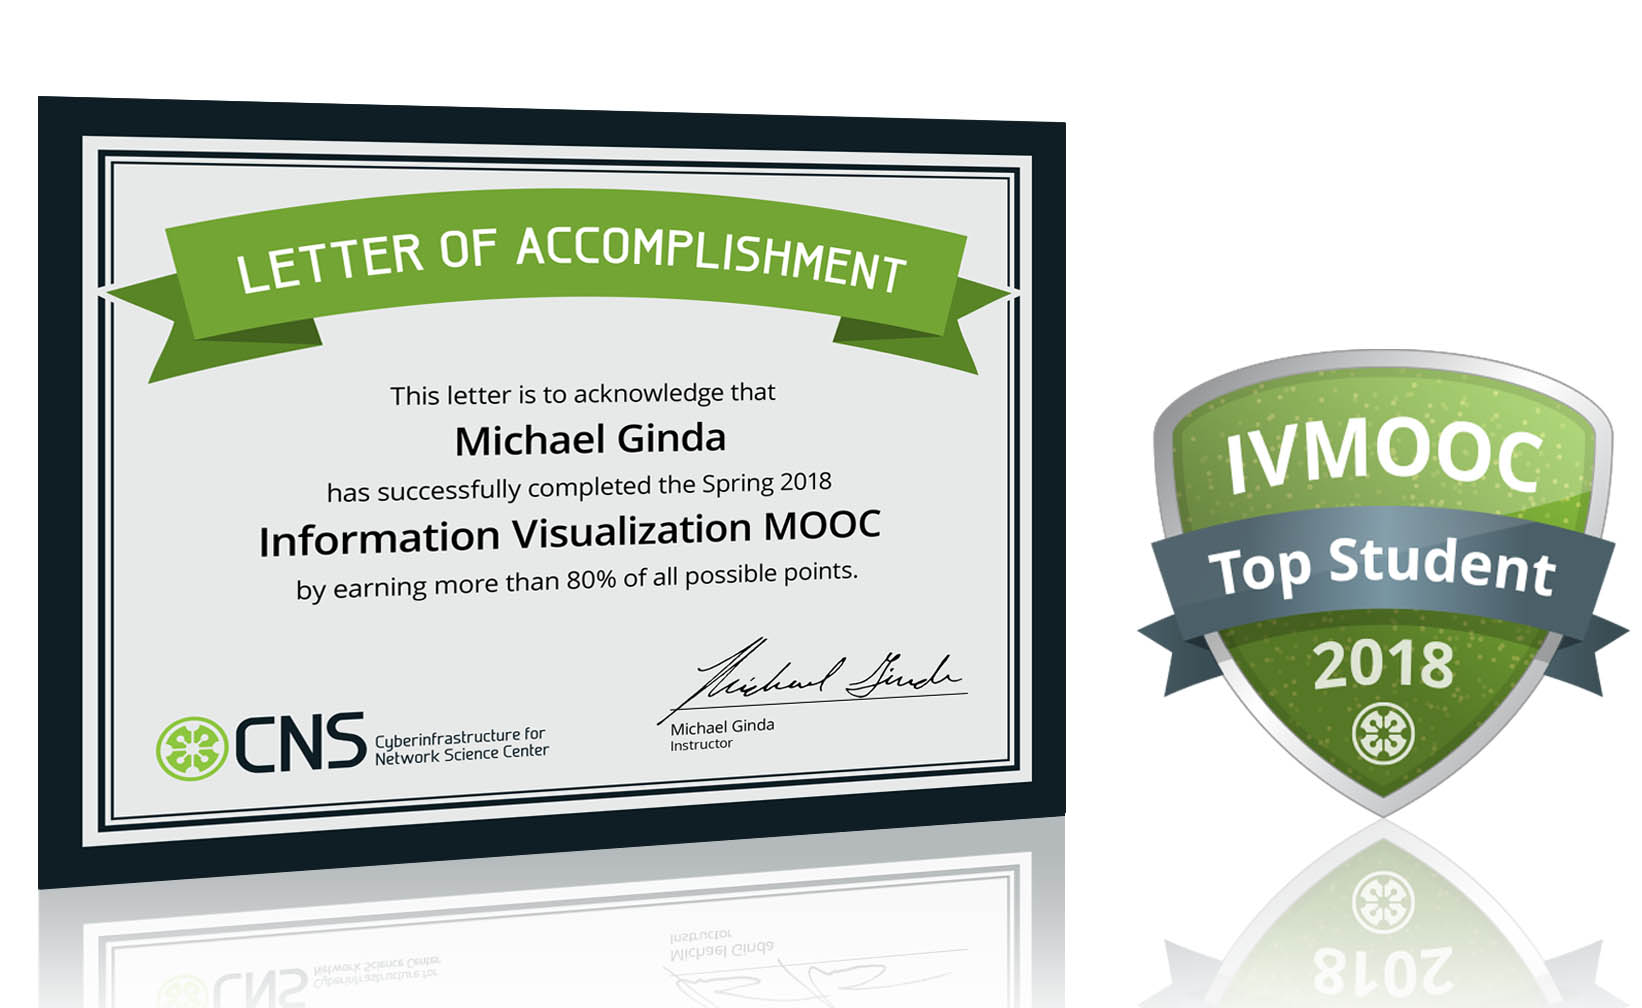 LETTER OF ACCOMPLISHMENT
This letter is to acknowledge that
Michael Ginda
has successfully completed the Spring 2018
Information Visualization MOOC
by earning more than 80% of all possible points.
Michael Ginda
Michael Ginda
Instructor
CNS
Cyberinfrastructure for
Network Science Center
IVMOOC
Top Student
2018